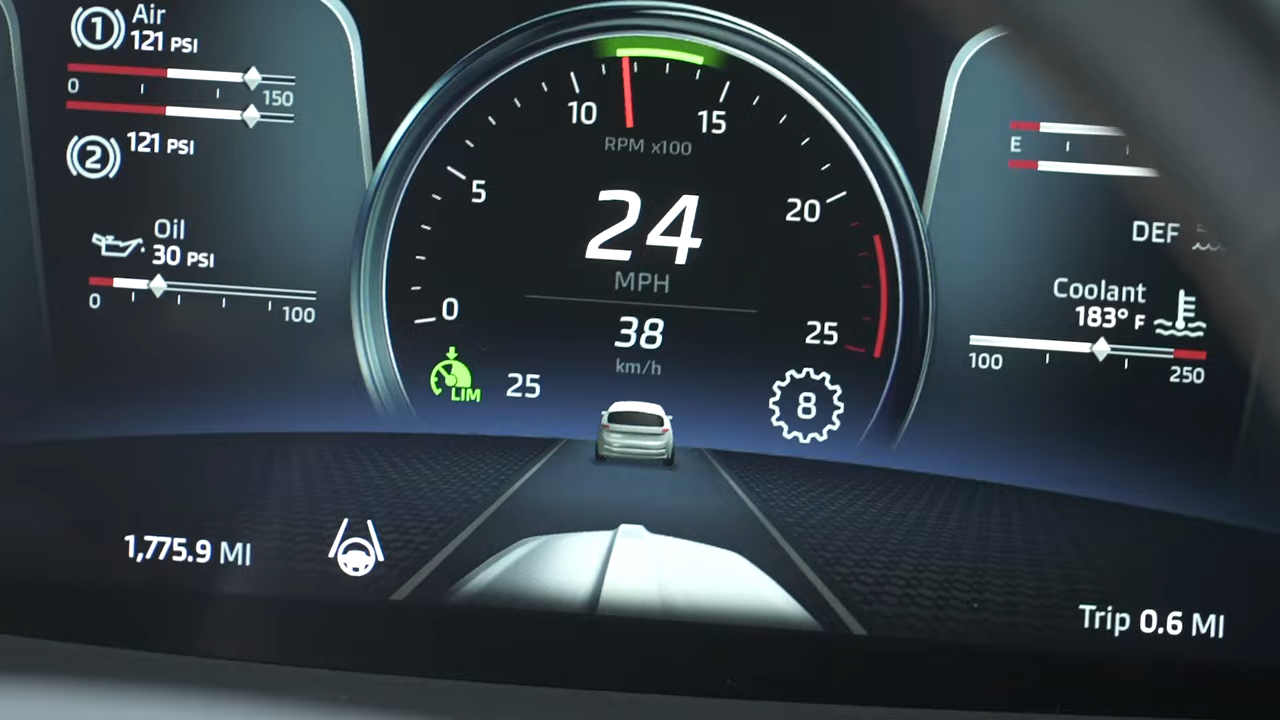 1
Air
121 PSI
0
150
2
121 PSI
Oil
30 PSI
0
100
0
5
10
15
20
25
RPM x100
24
MPH
38
km/h
LIM
25
8
E
DEF
Coolant
183° F
100
250
1,775.9 MI
Trip 0.6 MI